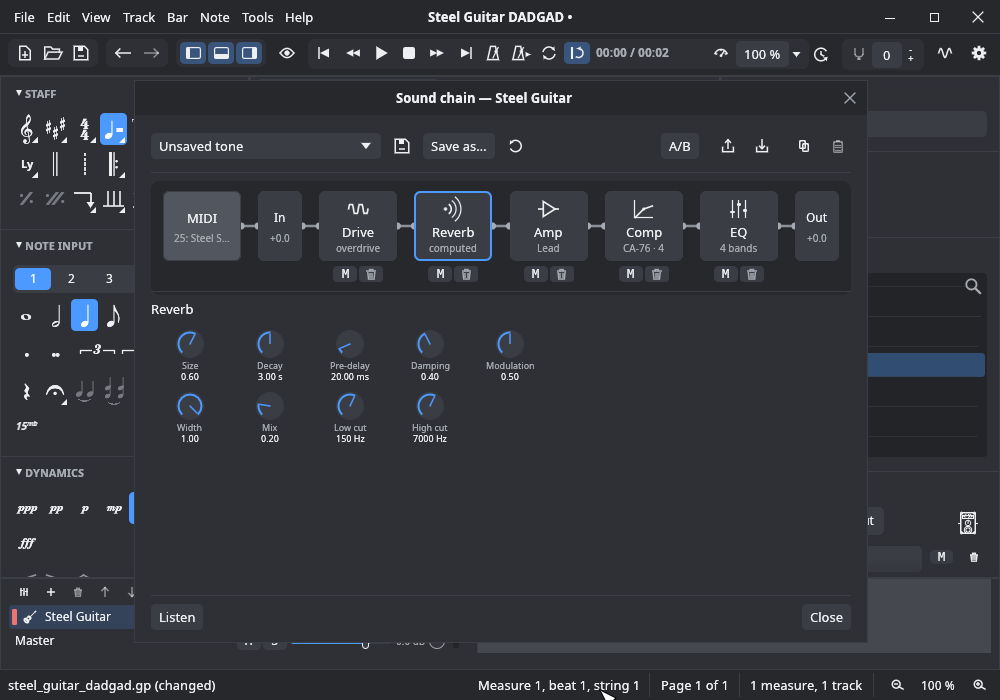 File Edit View Track Bar Note Tools Help
Steel Guitar DADGAD •
00:00 / 00:02
100 %
0
STAFF
Sound chain — Steel Guitar
Unsaved tone
Save as...
A/B
Ly
MIDI
25: Steel S...
In
+0.0
Drive
overdrive
Reverb
computed
Amp
Lead
Comp
CA-76 · 4
EQ
4 bands
Out
+0.0
M
M
M
M
M
NOTE INPUT
1 2 3
Reverb
Size
0.60
Decay
3.00 s
Pre-delay
20.00 ms
Damping
0.40
Modulation
0.50
Width
1.00
Mix
0.20
Low cut
150 Hz
High cut
7000 Hz
3
15mb
DYNAMICS
ppp pp p mp
fff
M
Steel Guitar
Listen
Close
Master
steel_guitar_dadgad.gp (changed)
Measure 1, beat 1, string 1
Page 1 of 1
1 measure, 1 track
100 %